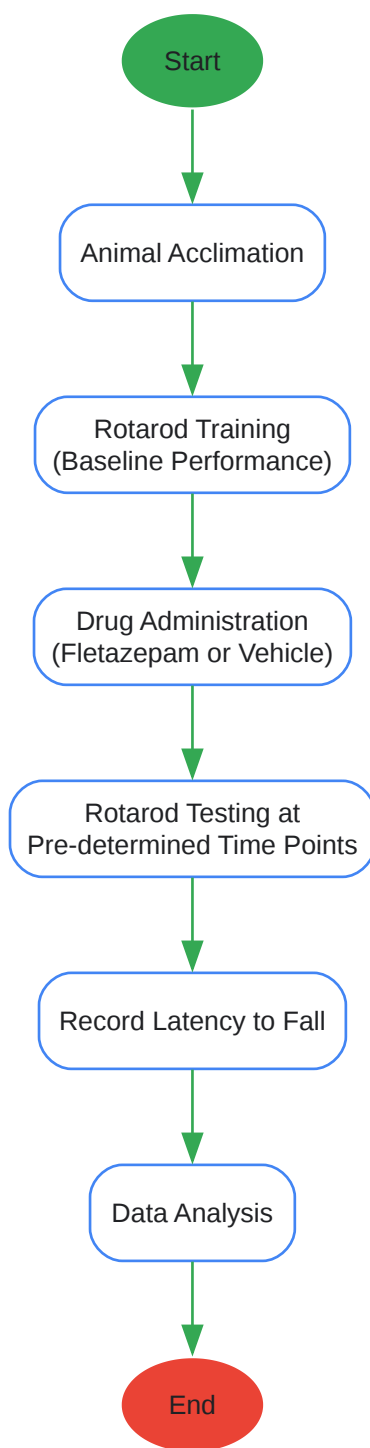 Start
Animal Acclimation
Rotarod Training
(Baseline Performance)
Drug Administration
(Fletazepam or Vehicle)
Rotarod Testing at
Pre-determined Time Points
Record Latency to Fall
Data Analysis
End